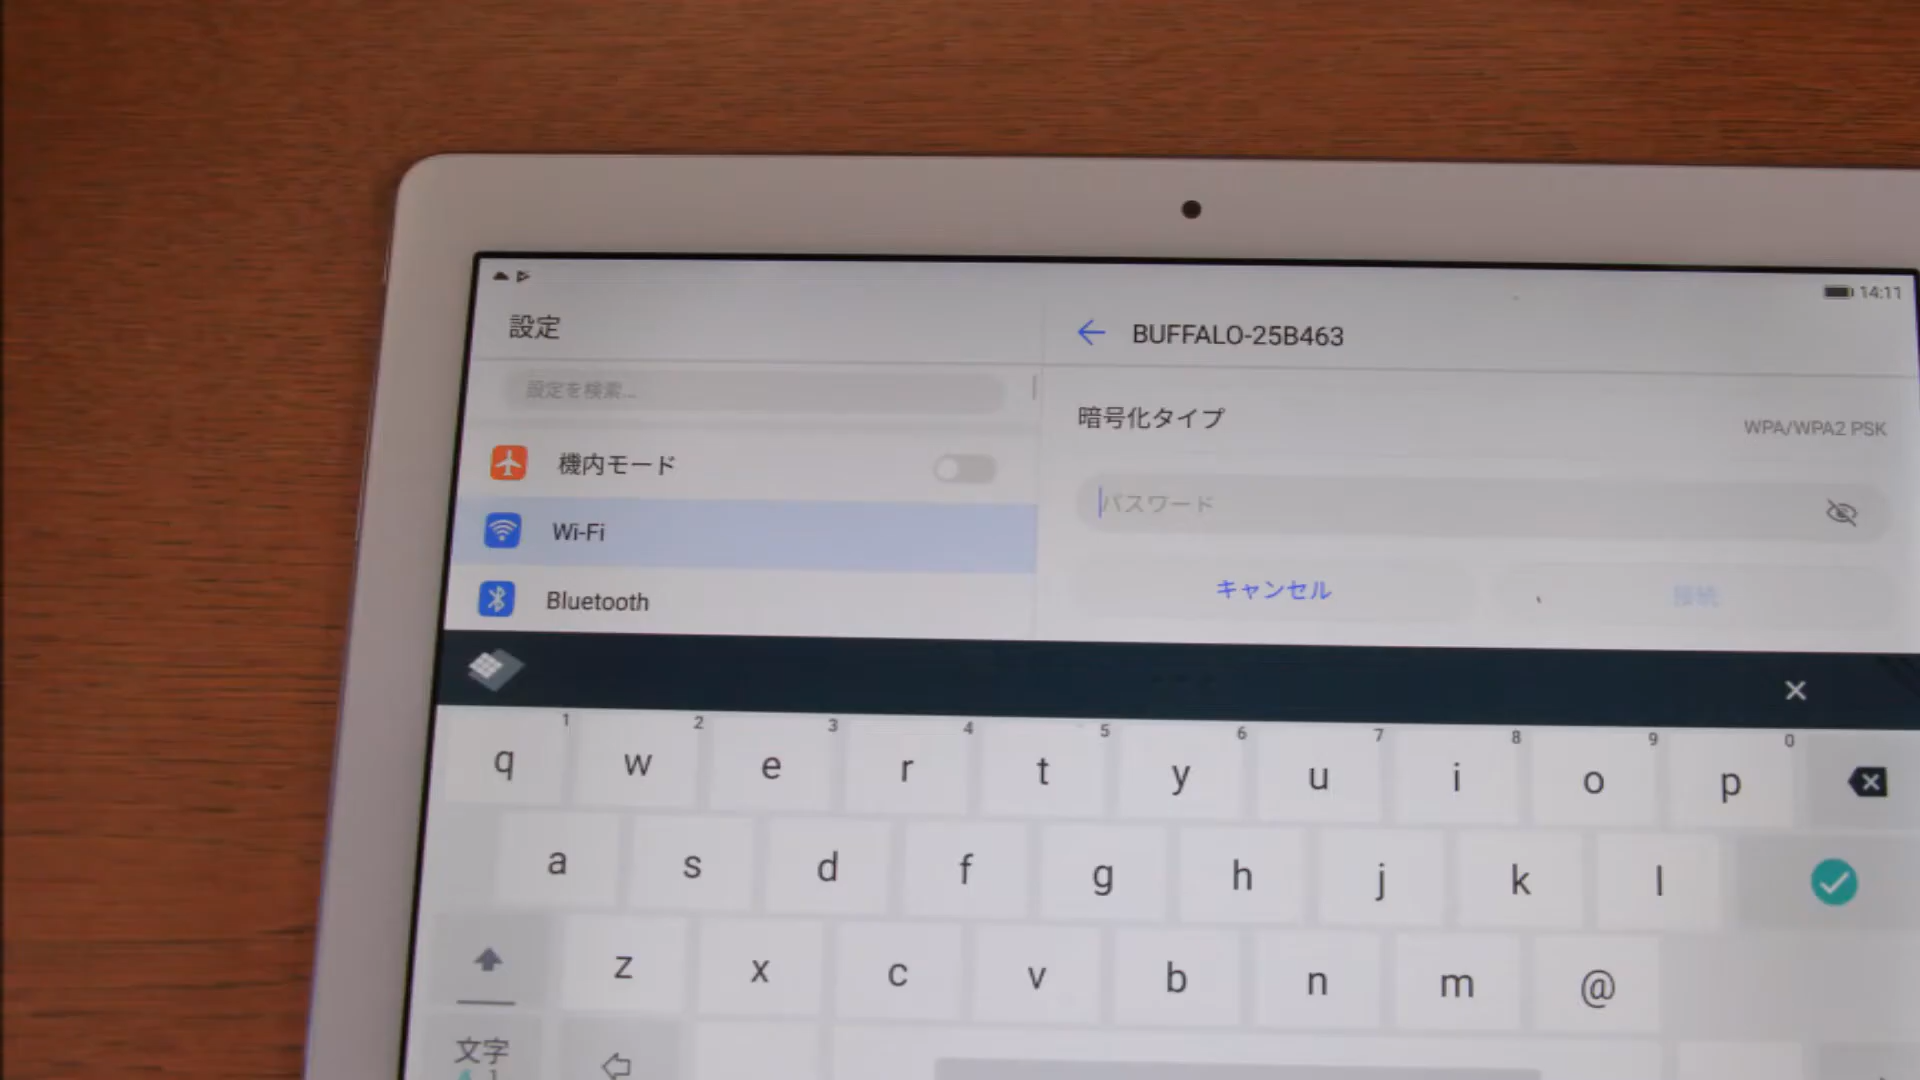 14:11
設定
BUFFALO-25B463
設定を検索...
暗号化タイプ
WPA/WPA2 PSK
機内モード
パスワード
Wi-Fi
キャンセル
接続
Bluetooth
1 2 3 4 5 6 7 8 9 0
q w e r t y u i o p
a s d f g h j k l
z x c v b n m @
文字